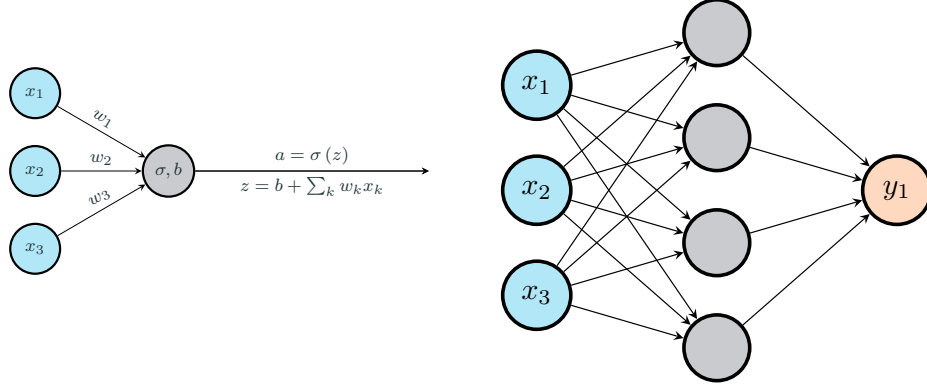 x₁
w₁
x₂
w₂
σ, b
x₃
w₃
a = σ (z)
z = b + ∑ₖ wₖxₖ
x₁
x₂
x₃
y₁